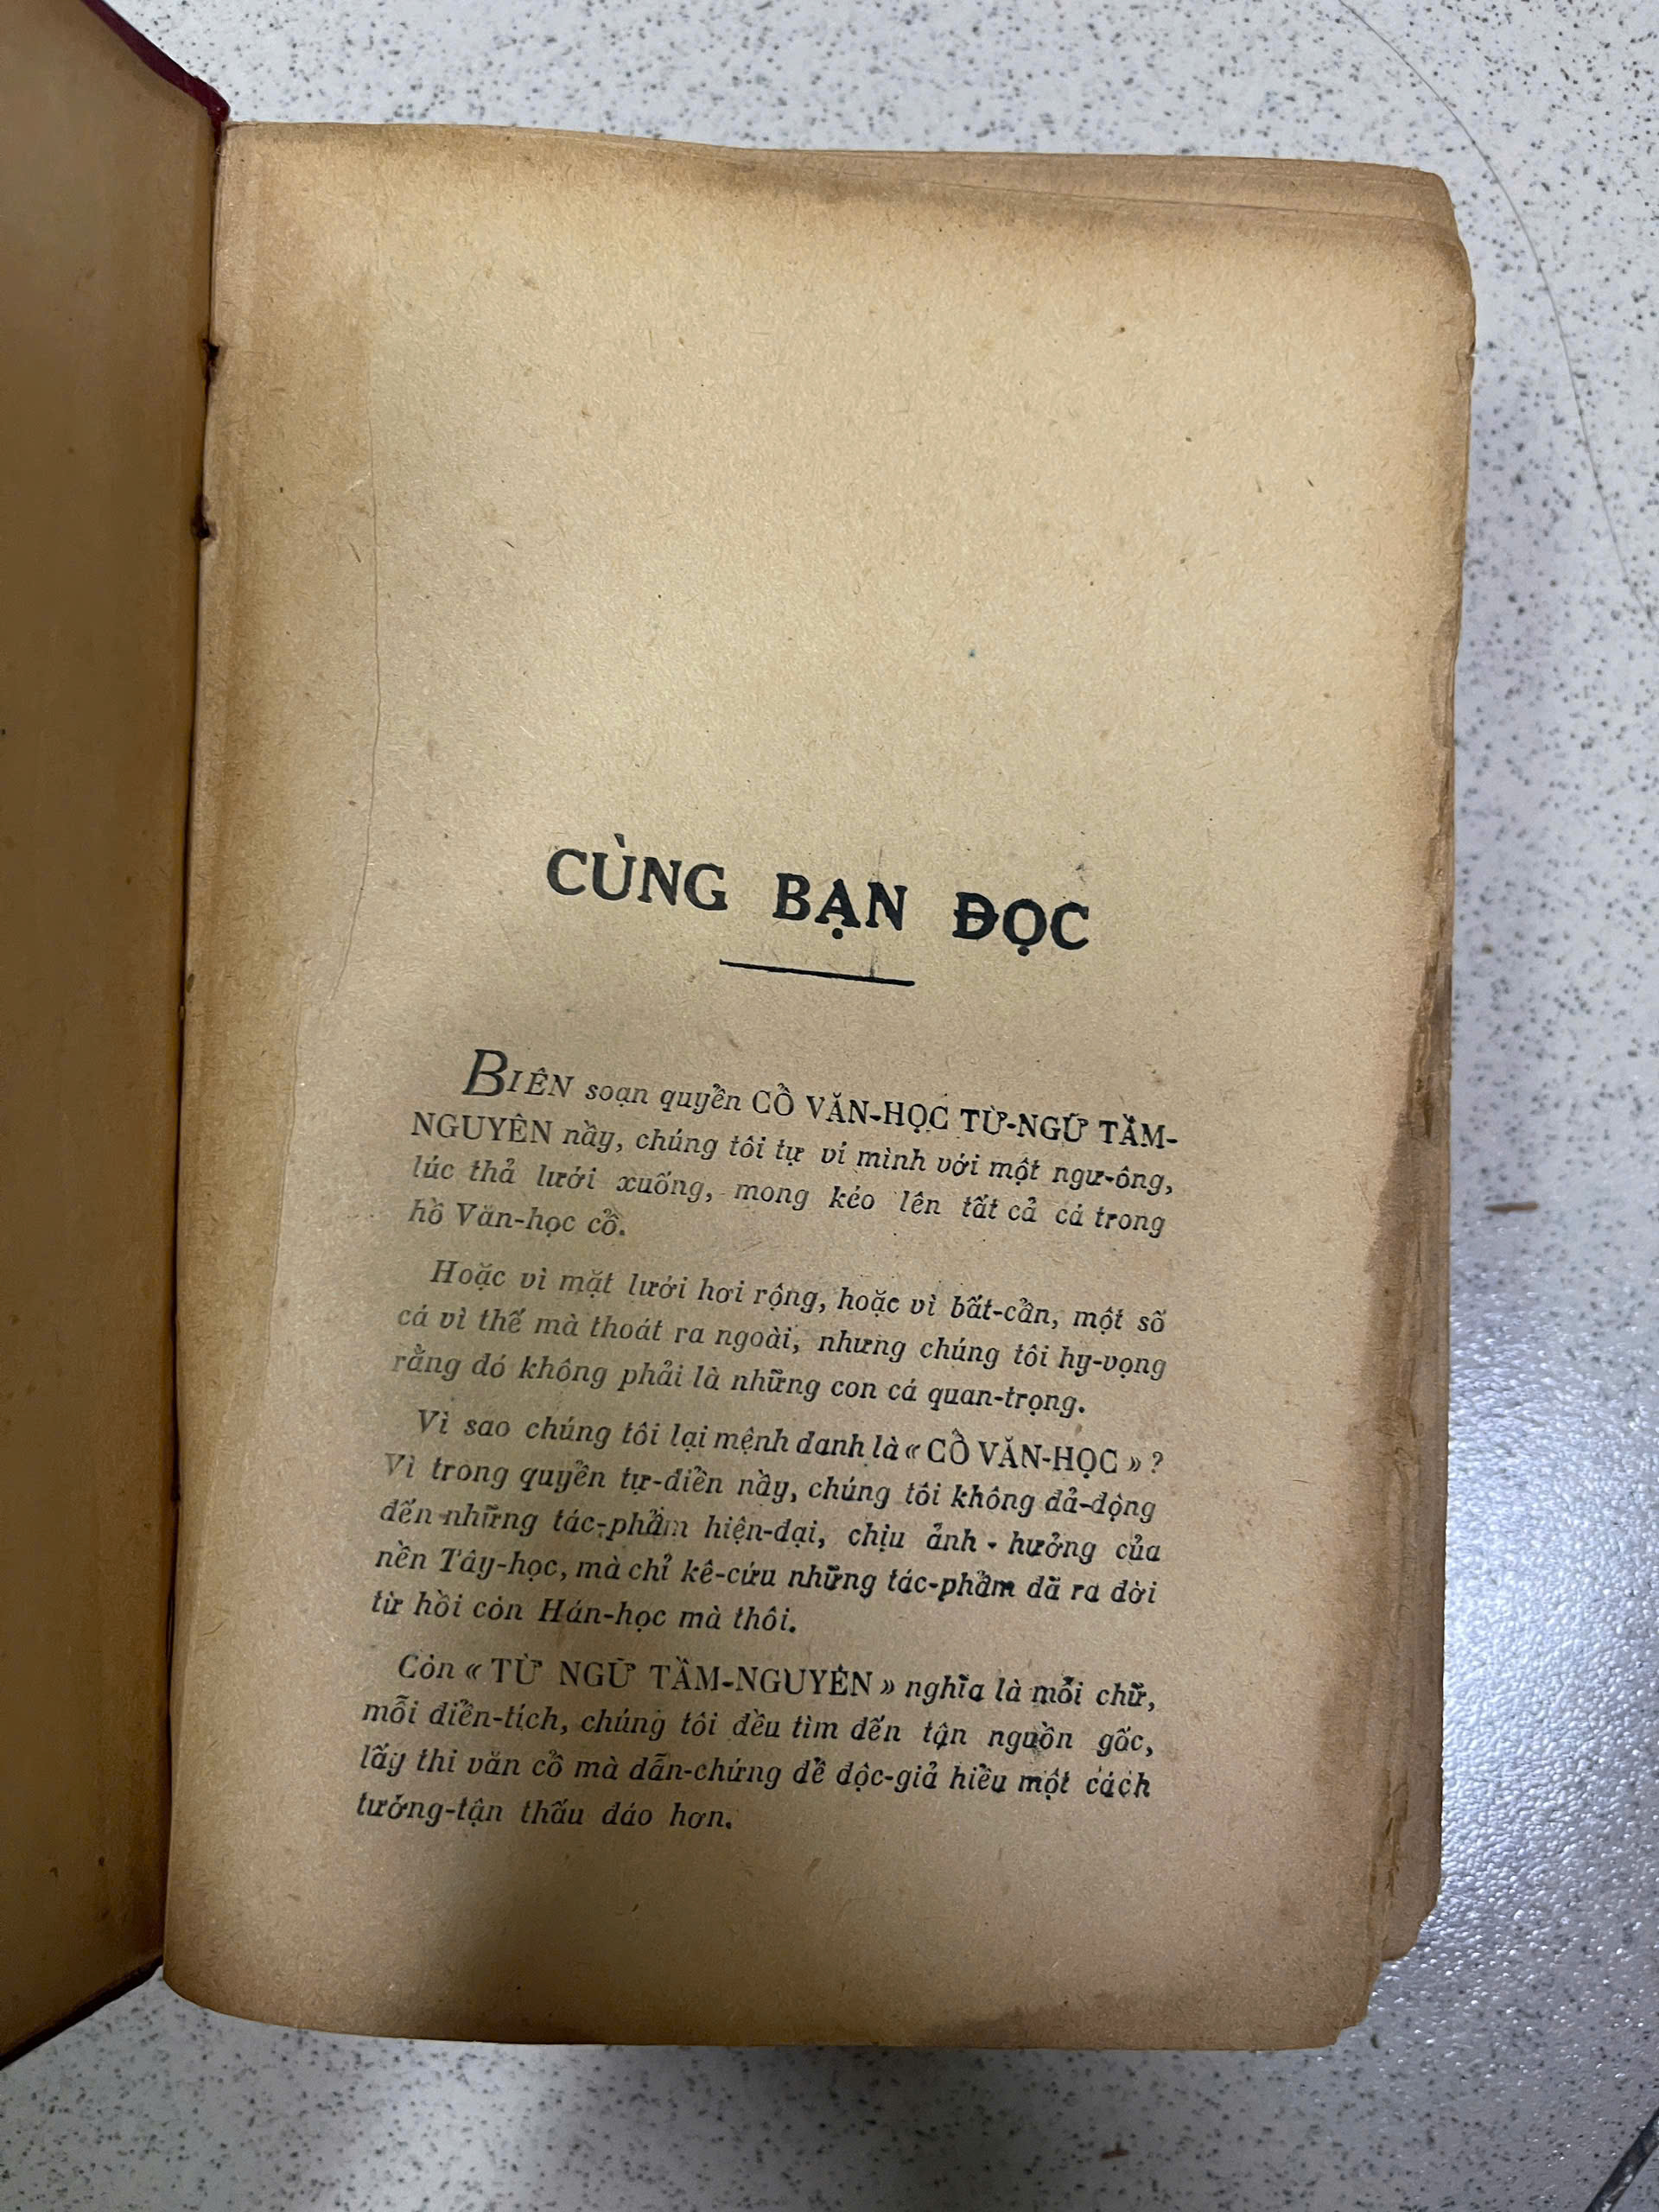 CÙNG BẠN ĐỌC
BIÊN soạn quyển CỔ VĂN-HỌC TỪ-NGỮ TẦM-
NGUYÊN nầy, chúng tôi tự ví mình với một ngư-ông,
lúc thả lưới xuống, mong kéo lên tất cả cá trong
hồ Văn-học cổ.
Hoặc vì mặt lưới hơi rộng, hoặc vì bất-cẩn, một số
cá vì thế mà thoát ra ngoài, nhưng chúng tôi hy-vọng
rằng đó không phải là những con cá quan-trọng.
Vì sao chúng tôi lại mệnh danh là « CỔ VĂN-HỌC » ?
Vì trong quyển tự-điển nầy, chúng tôi không đả-động
đến những tác-phẩm hiện-đại, chịu ảnh - hưởng của
nền Tây-học, mà chỉ kê-cứu những tác-phẩm đã ra đời
từ hồi còn Hán-học mà thôi.
Còn « TỪ NGỮ TẦM-NGUYÊN » nghĩa là mỗi chữ,
mỗi điển-tích, chúng tôi đều tìm đến tận nguồn gốc,
lấy thi văn cổ mà dẫn-chứng để độc-giả hiểu một cách
tưởng-tận thấu đáo hơn.